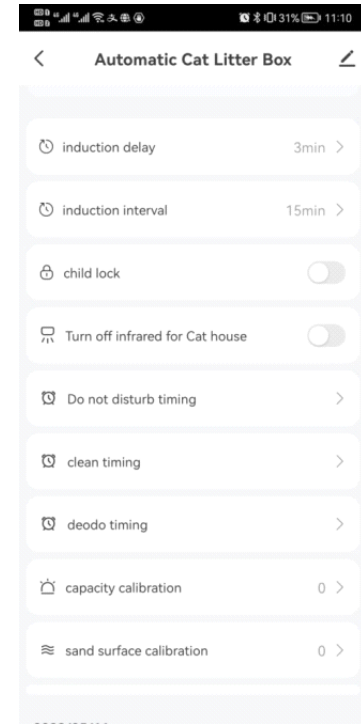 31% 11:10
Automatic Cat Litter Box
induction delay 3min
induction interval 15min
child lock
Turn off infrared for Cat house
Do not disturb timing
clean timing
deodo timing
capacity calibration 0
sand surface calibration 0